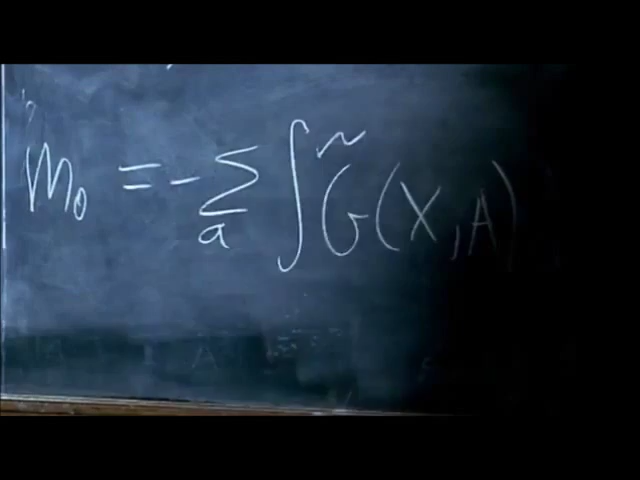 m₀ = - ∑ₐ ∫ G̃(X,A)